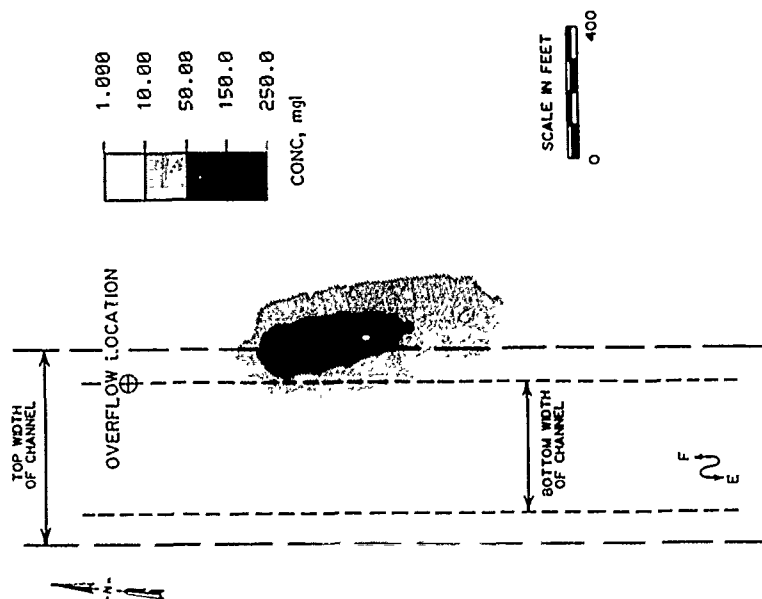 TOP WIDTH
OF CHANNEL
OVERFLOW LOCATION
1.000
10.00
50.00
150.0
250.0
CONC, mgl
SCALE IN FEET
0
400
BOTTOM WIDTH
OF CHANNEL
F
E
N